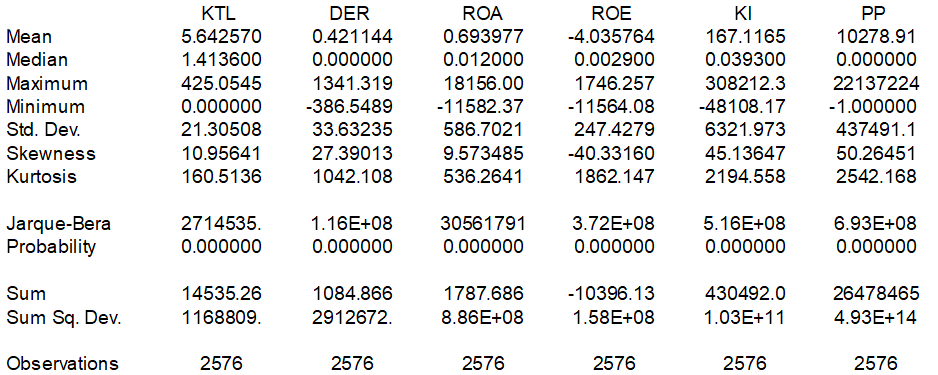 KTL DER ROA ROE KI PP
Mean 5.642570 0.421144 0.693977 -4.035764 167.1165 10278.91
Median 1.413600 0.000000 0.012000 0.002900 0.039300 0.000000
Maximum 425.0545 1341.319 18156.00 1746.257 308212.3 22137224
Minimum 0.000000 -386.5489 -11582.37 -11564.08 -48108.17 -1.000000
Std. Dev. 21.30508 33.63235 586.7021 247.4279 6321.973 437491.1
Skewness 10.95641 27.39013 9.573485 -40.33160 45.13647 50.26451
Kurtosis 160.5136 1042.108 536.2641 1862.147 2194.558 2542.168
Jarque-Bera 2714535. 1.16E+08 30561791 3.72E+08 5.16E+08 6.93E+08
Probability 0.000000 0.000000 0.000000 0.000000 0.000000 0.000000
Sum 14535.26 1084.866 1787.686 -10396.13 430492.0 26478465
Sum Sq. Dev. 1168809. 2912672. 8.86E+08 1.58E+08 1.03E+11 4.93E+14
Observations 2576 2576 2576 2576 2576 2576